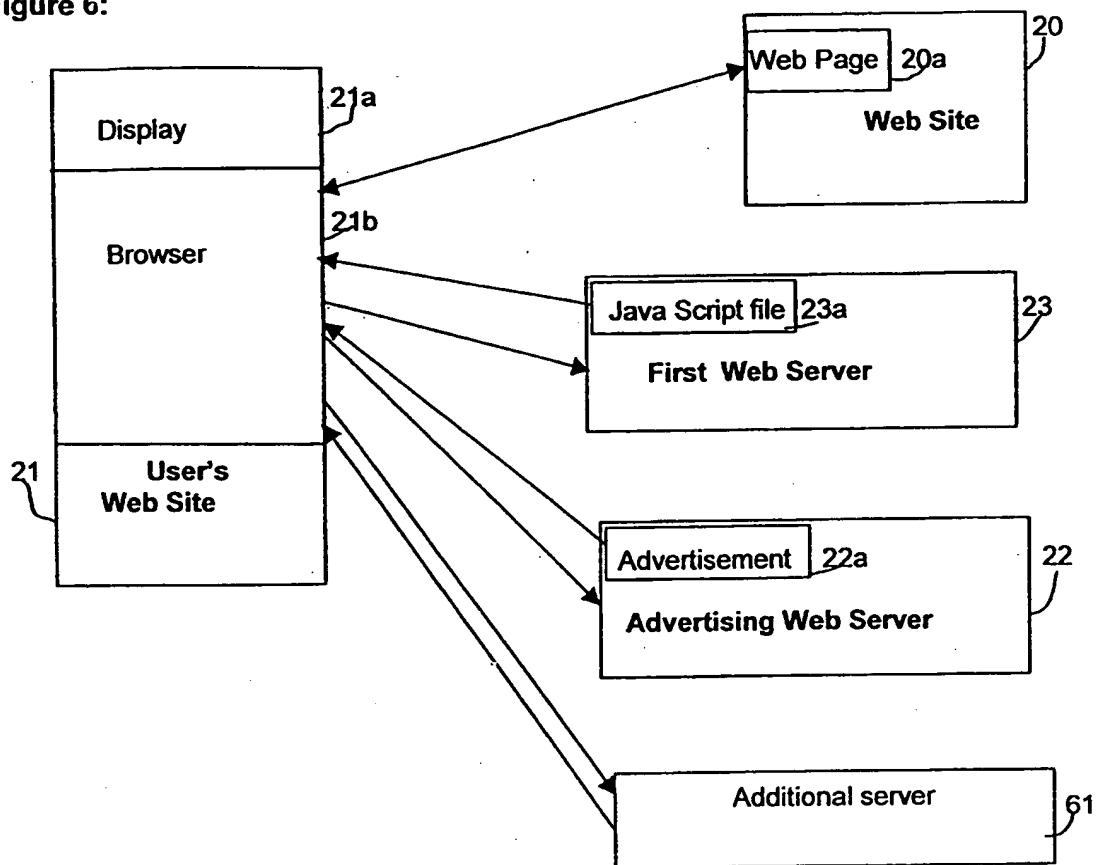 igure 6:
Web Page
20a
20
Web Site
Display
21a
21b
Browser
Java Script file
23a
23
First Web Server
21
User's
Web Site
Advertisement
22a
22
Advertising Web Server
Additional server
61